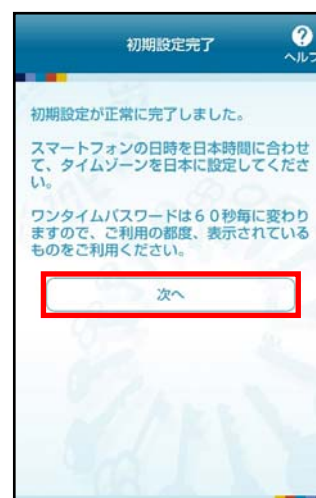 初期設定完了
?
ヘルプ
初期設定が正常に完了しました。
スマートフォンの日時を日本時間に合わせ
て、タイムゾーンを日本に設定してくださ
い。
ワンタイムパスワードは６０秒毎に変わり
ますので、ご利用の都度、表示されている
ものをご利用ください。
次へ